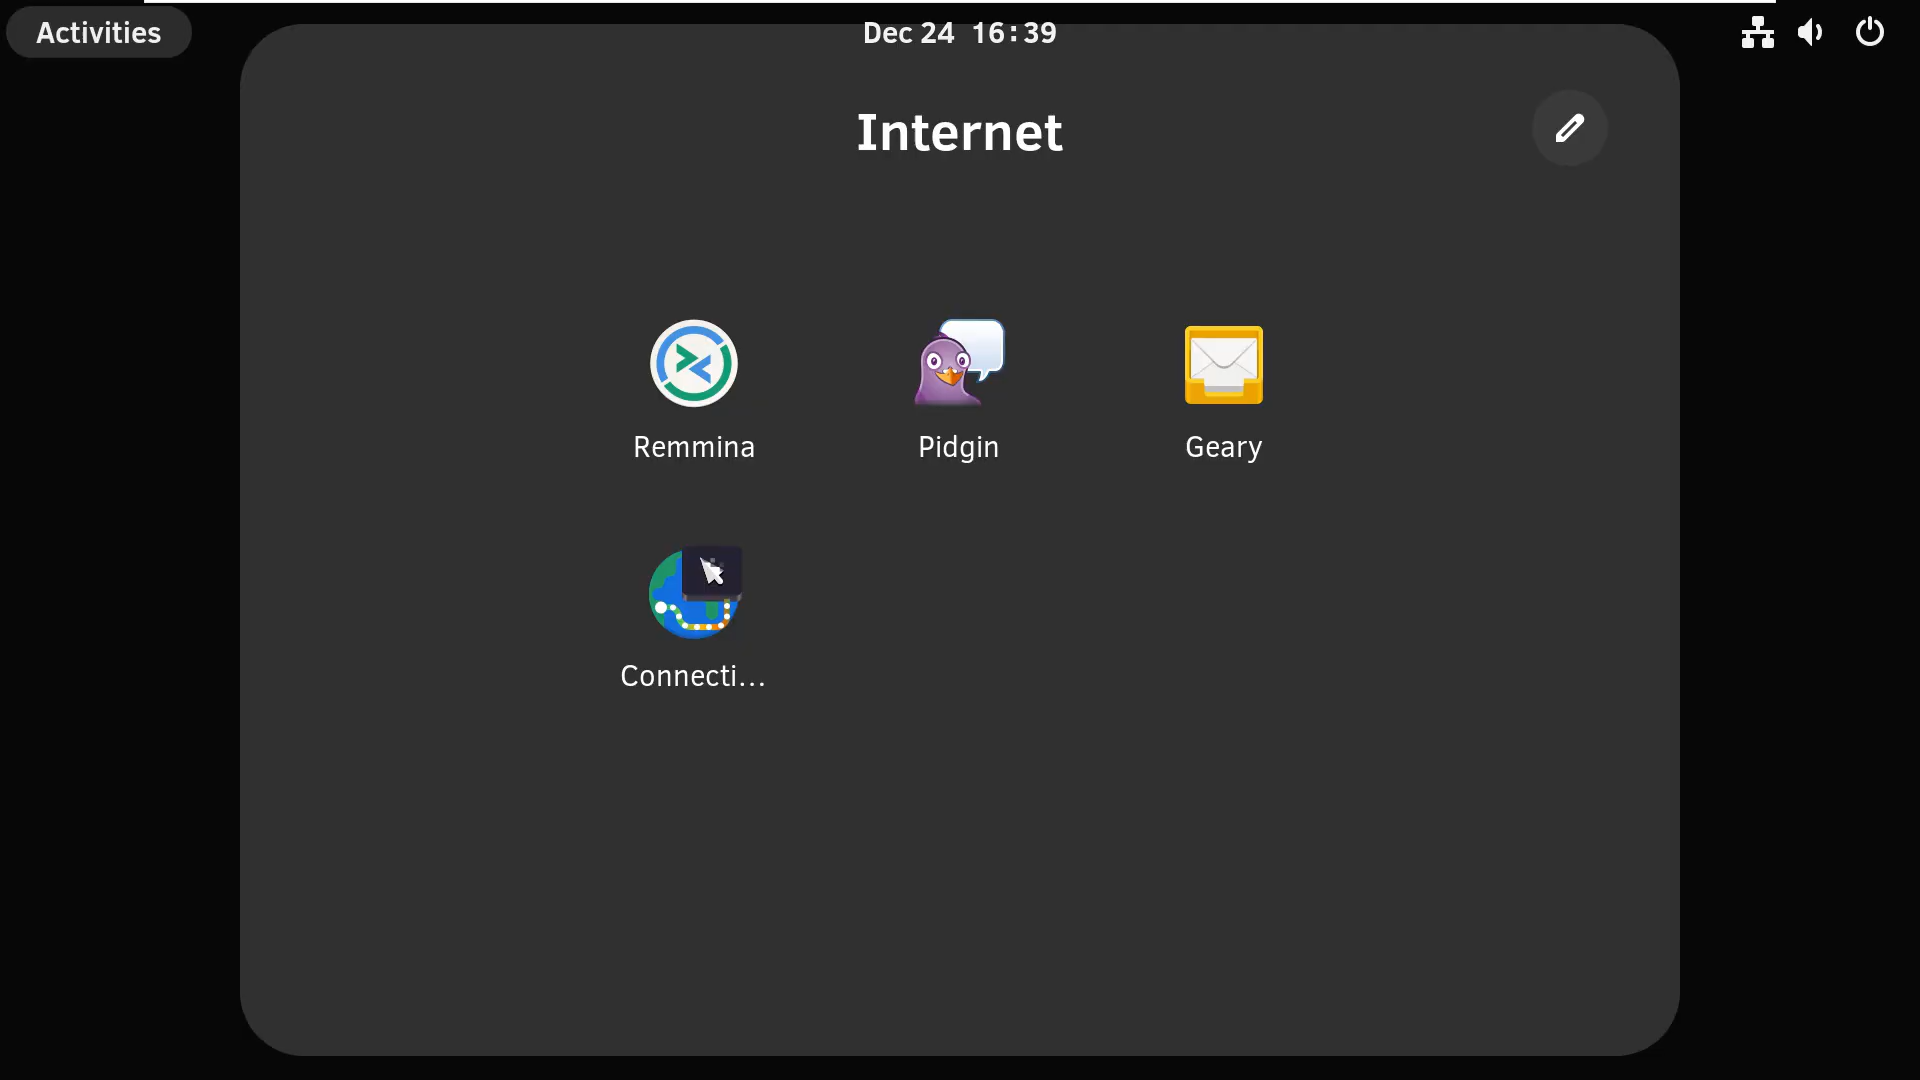 Activities
Dec 24 16:39
Internet
Remmina
Pidgin
Geary
Connecti...